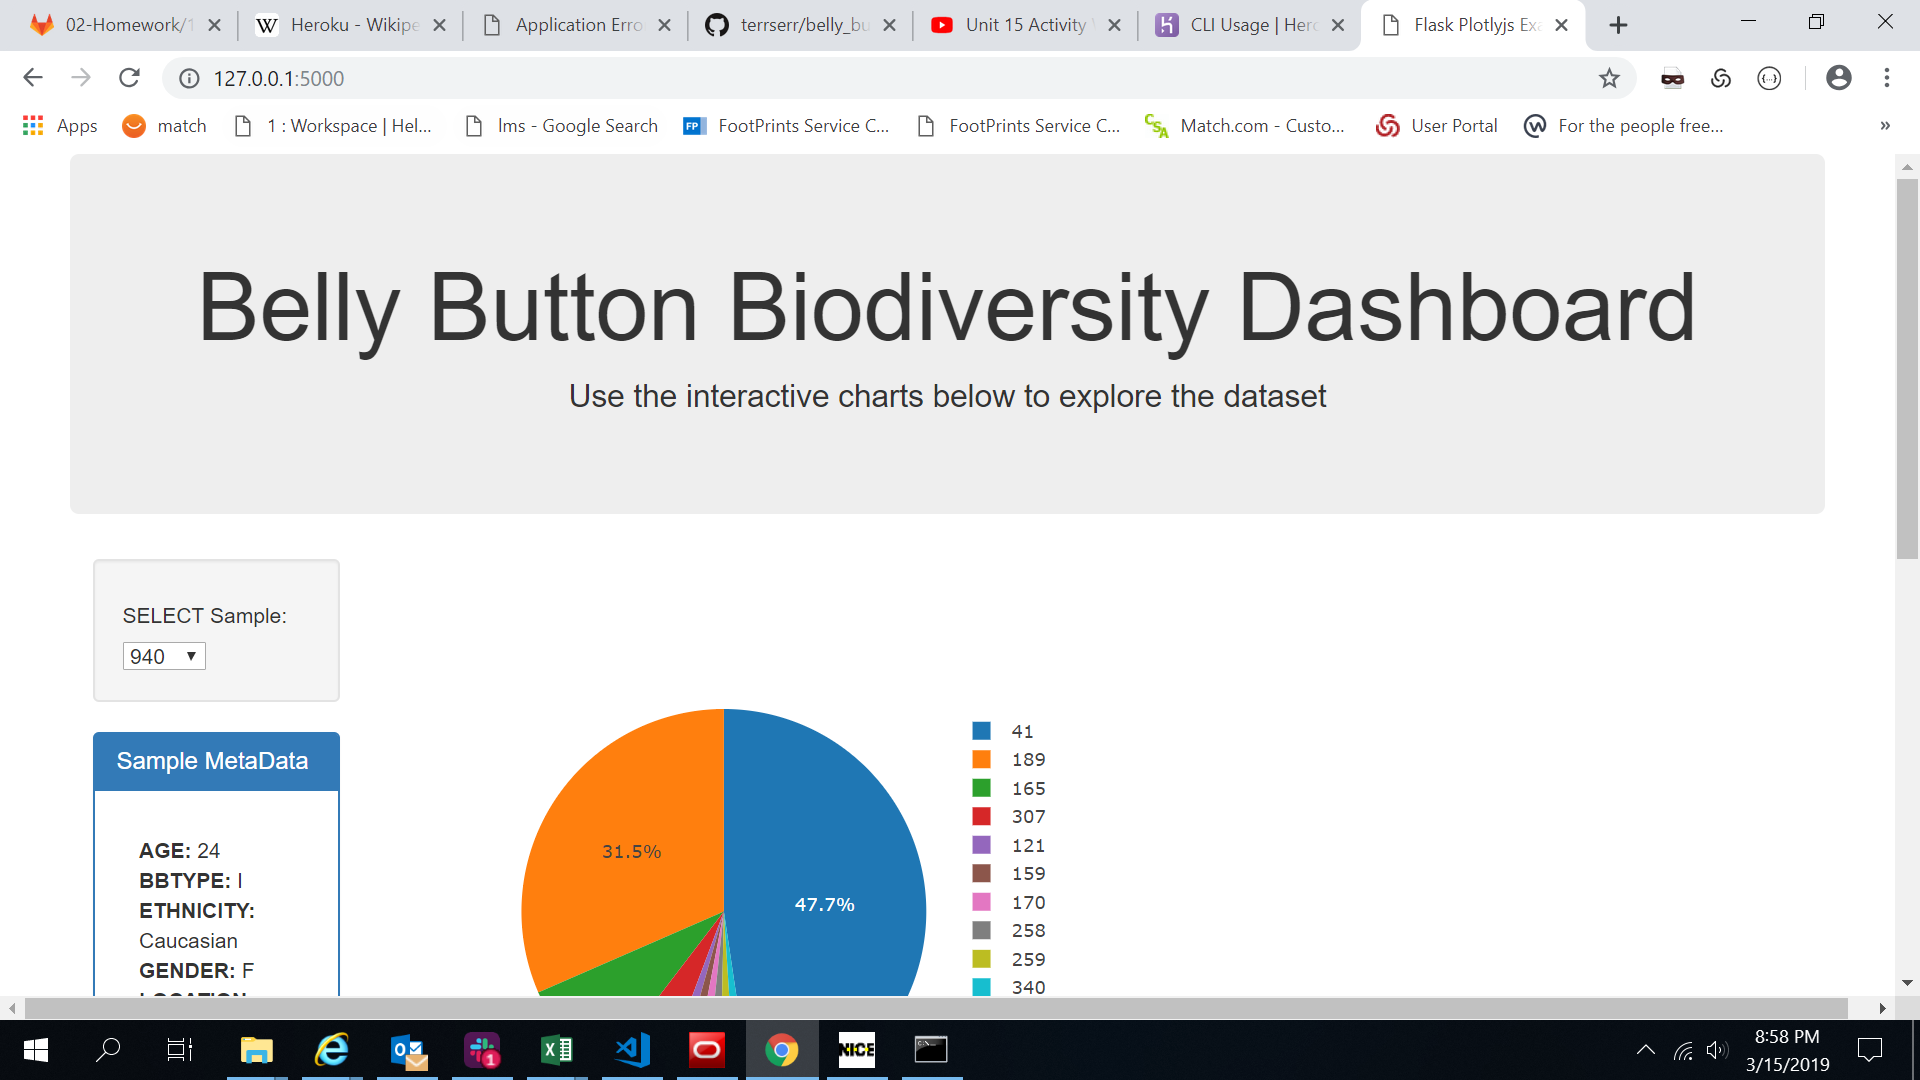 02-Homework/1
Heroku - Wikipe
Application Erro
terrserr/belly_bu
Unit 15 Activity
CLI Usage | Hero
Flask Plotlyjs Exa
127.0.0.1:5000
Apps
match
1 : Workspace | Hel...
lms - Google Search
FootPrints Service C...
FootPrints Service C...
Match.com - Custo...
User Portal
For the people free...
»
Belly Button Biodiversity Dashboard
Use the interactive charts below to explore the dataset
SELECT Sample:
940
Sample MetaData
AGE: 24
BBTYPE: I
ETHNICITY:
Caucasian
GENDER: F
31.5%
47.7%
41
189
165
307
121
159
170
258
259
340
NICE
8:58 PM
3/15/2019